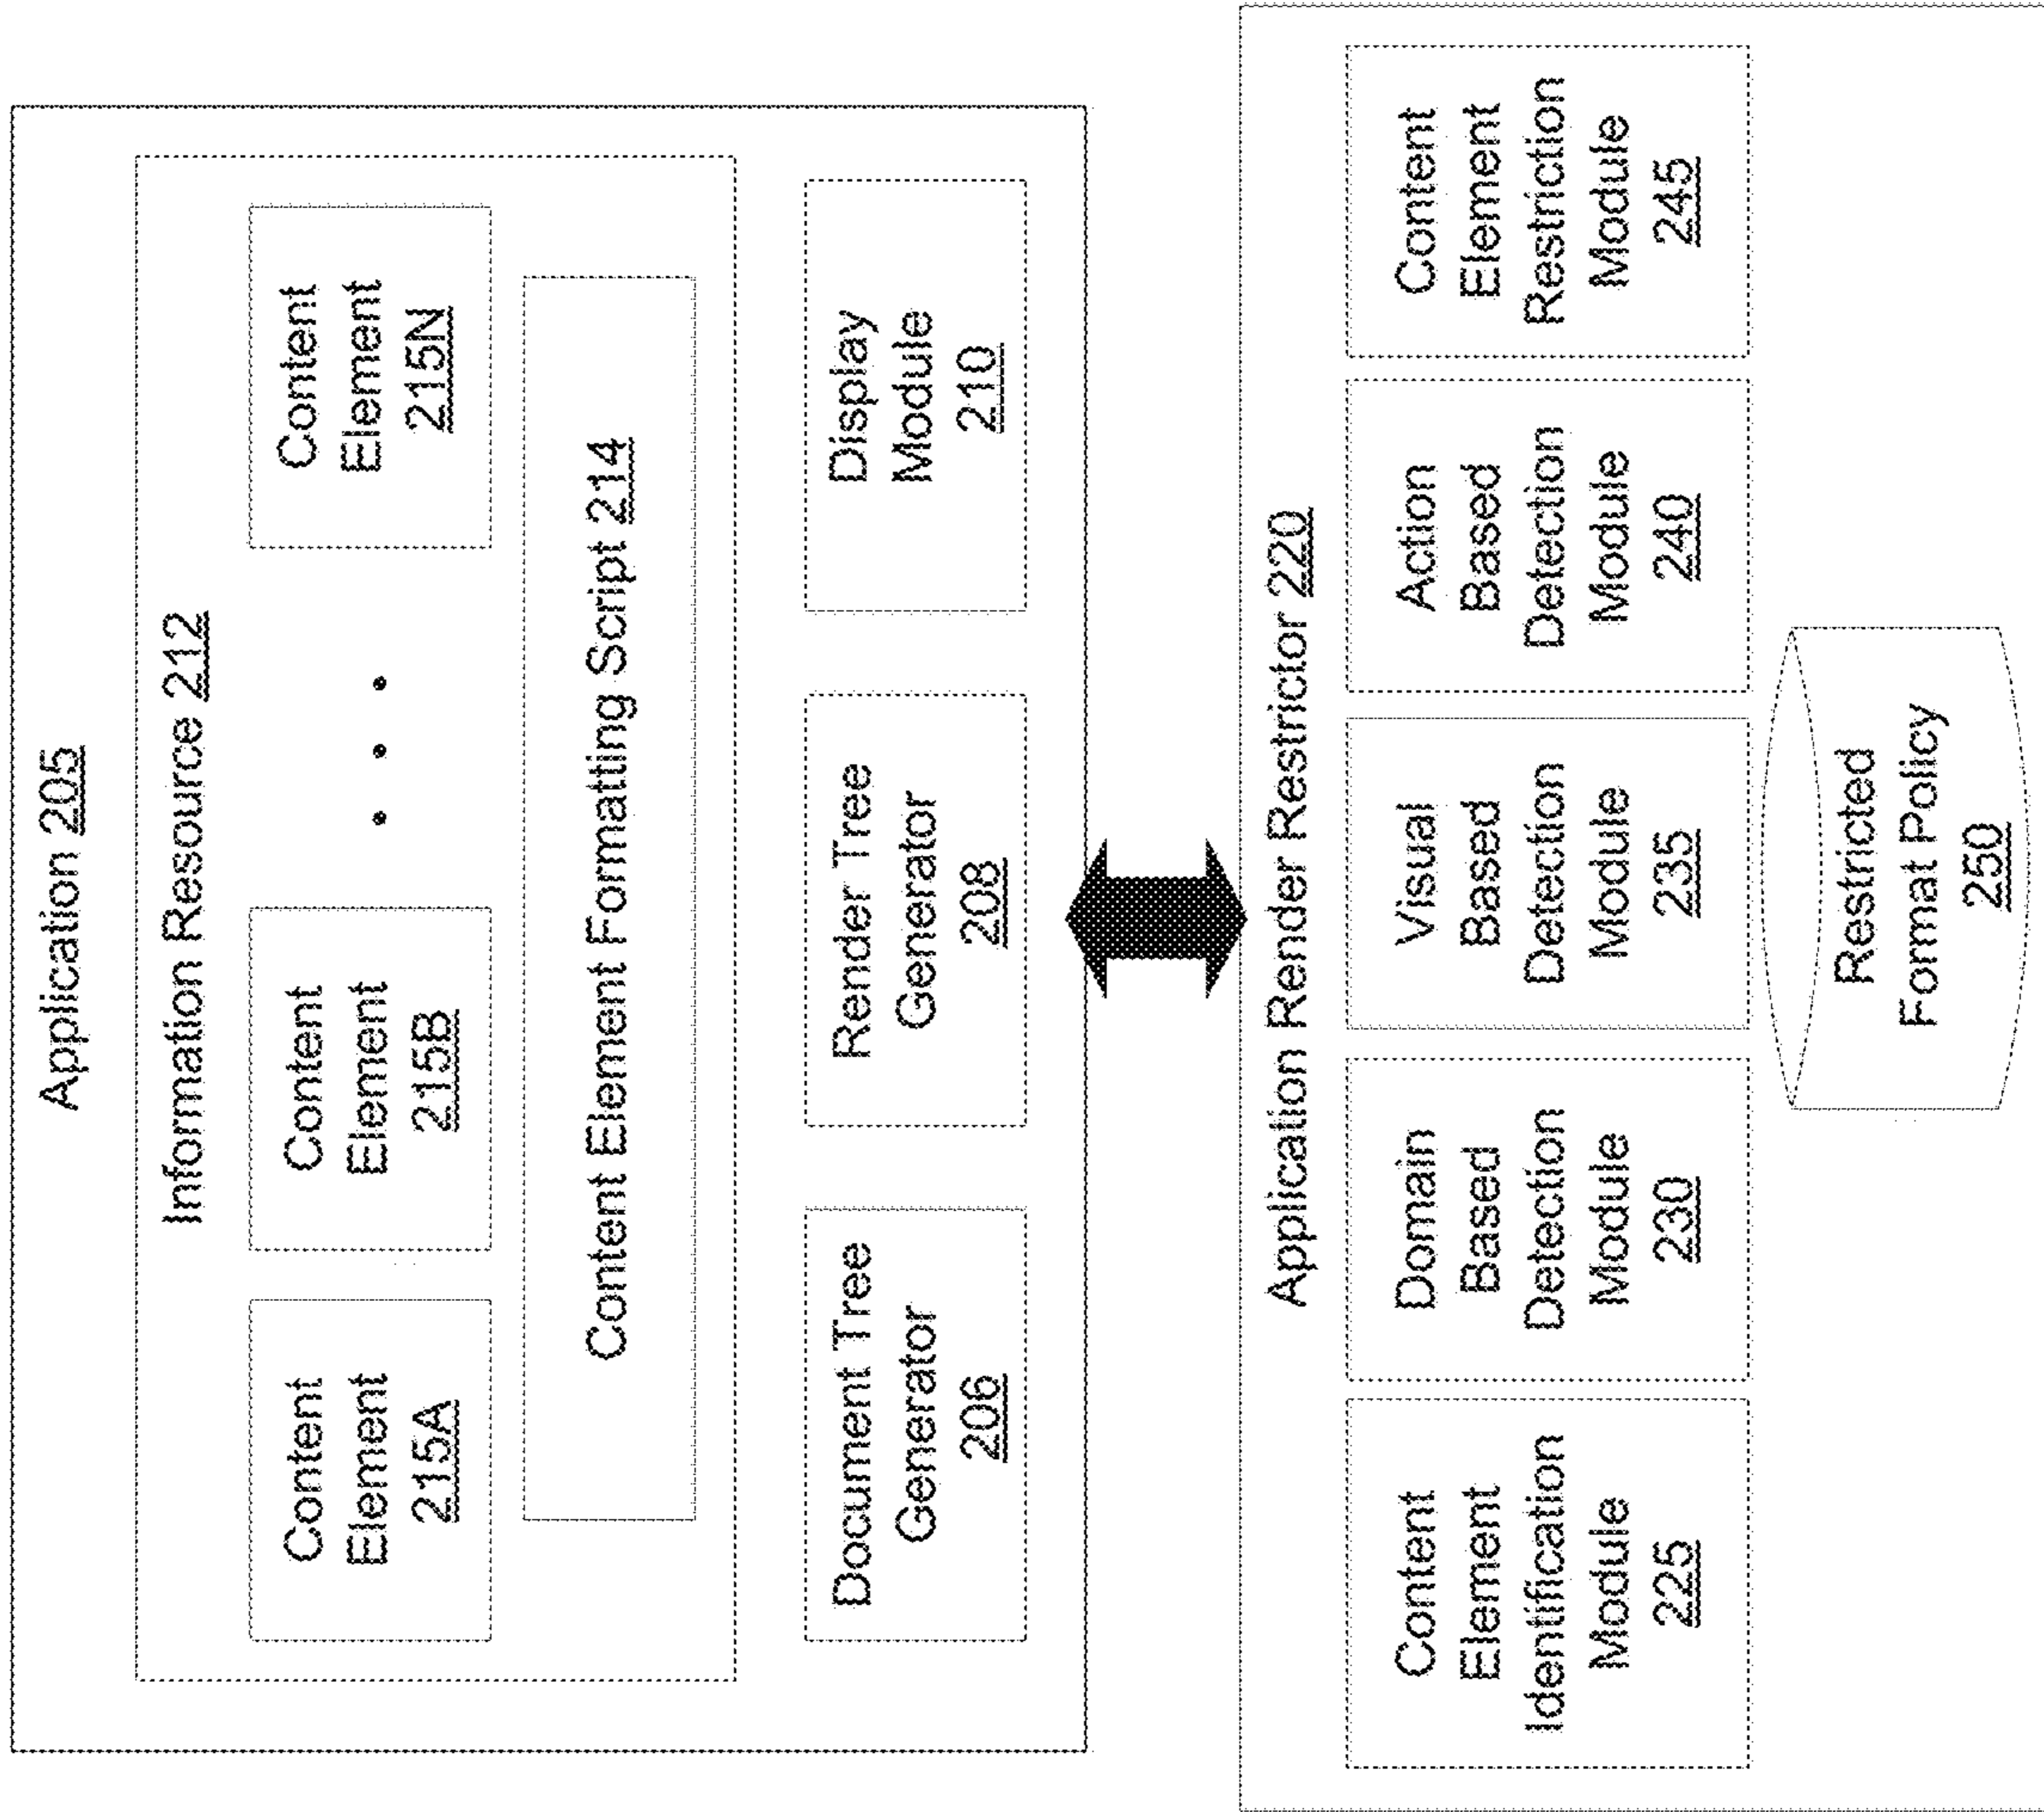 Application 205
Information Resource 212
Content
Element
215A
Content
Element
215B
• • •
Content
Element
215N
Content Element Formatting Script 214
Document Tree
Generator
206
Render Tree
Generator
208
Display
Module
210
Application Render Restrictor 220
Content
Element
Identification
Module
225
Domain
Based
Detection
Module
230
Visual
Based
Detection
Module
235
Action
Based
Detection
Module
240
Content
Element
Restriction
Module
245
Restricted
Format Policy
250